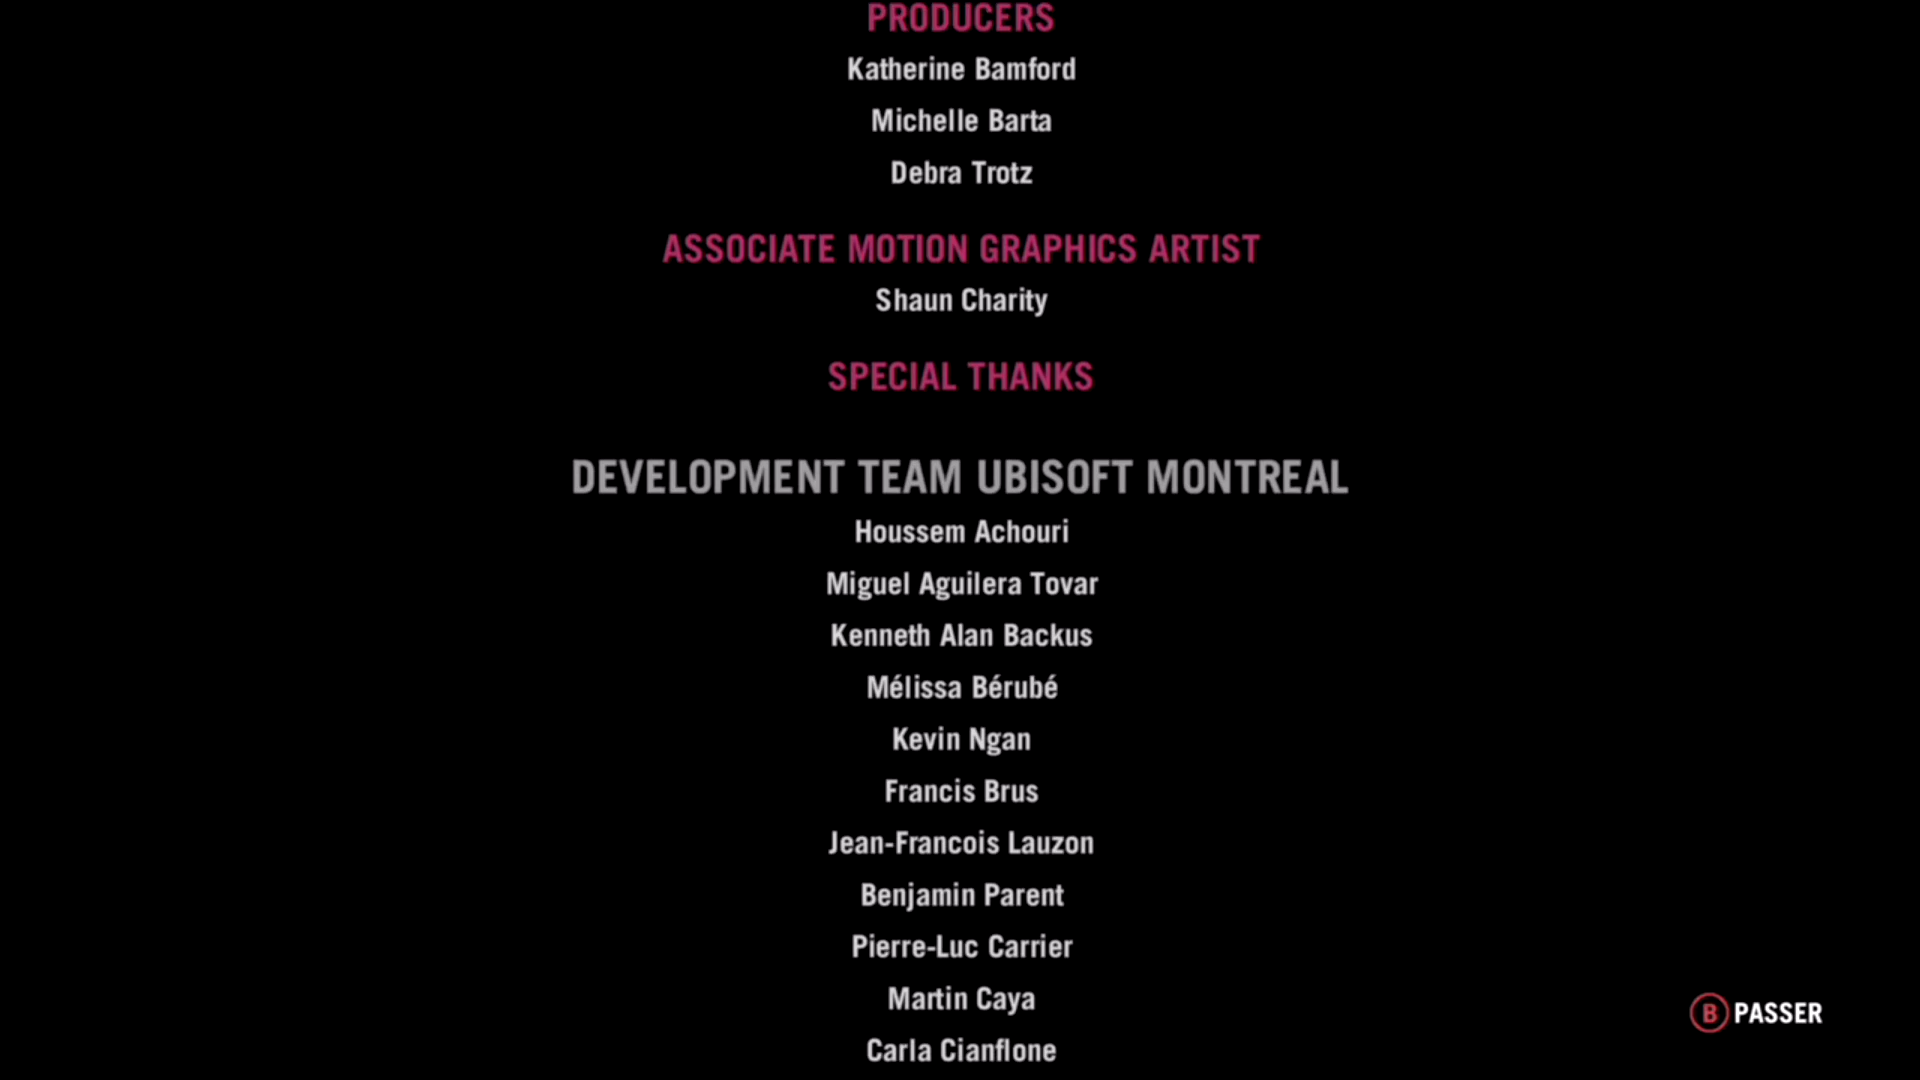 PRODUCERS
Katherine Bamford
Michelle Barta
Debra Trotz
ASSOCIATE MOTION GRAPHICS ARTIST
Shaun Charity
SPECIAL THANKS
DEVELOPMENT TEAM UBISOFT MONTREAL
Houssem Achouri
Miguel Aguilera Tovar
Kenneth Alan Backus
Mélissa Bérubé
Kevin Ngan
Francis Brus
Jean-Francois Lauzon
Benjamin Parent
Pierre-Luc Carrier
Martin Caya
Carla Cianflone
B PASSER